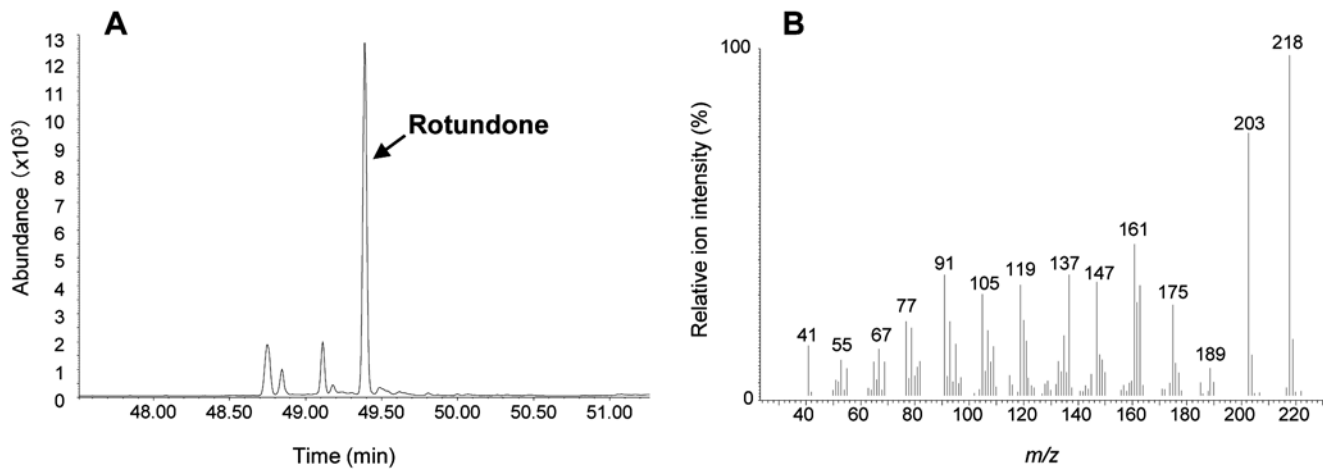 A
13
12
11
10
9
8
7
6
5
4
3
2
1
0
Abundance (x10³)
Rotundone
48.00 48.50 49.00 49.50 50.00 50.50 51.00
Time (min)
B
100
0
Relative ion intensity (%)
218
203
161
91 137
119 147
105
175
77
41 55 67
189
40 60 80 100 120 140 160 180 200 220
m/z